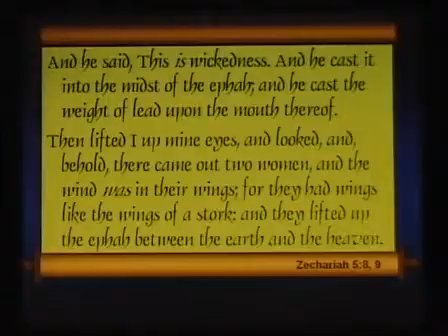 And he said, This is wickedness. And he cast it
into the midst of the ephah; and he cast the
weight of lead upon the mouth thereof.
Then lifted I up mine eyes, and looked, and,
behold, there came out two women, and the
wind was in their wings; for they had wings
like the wings of a stork: and they lifted up
the ephah between the earth and the heaven.
Zechariah 5:8, 9